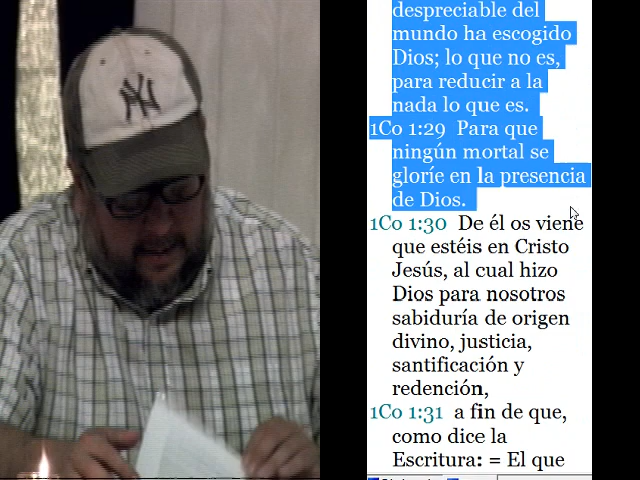 NY
despreciable del
mundo ha escogido
Dios; lo que no es,
para reducir a la
nada lo que es.
1Co 1:29 Para que
ningún mortal se
gloríe en la presencia
de Dios.
1Co 1:30 De él os viene
que estéis en Cristo
Jesús, al cual hizo
Dios para nosotros
sabiduría de origen
divino, justicia,
santificación y
redención,
1Co 1:31 a fin de que,
como dice la
Escritura: = El que